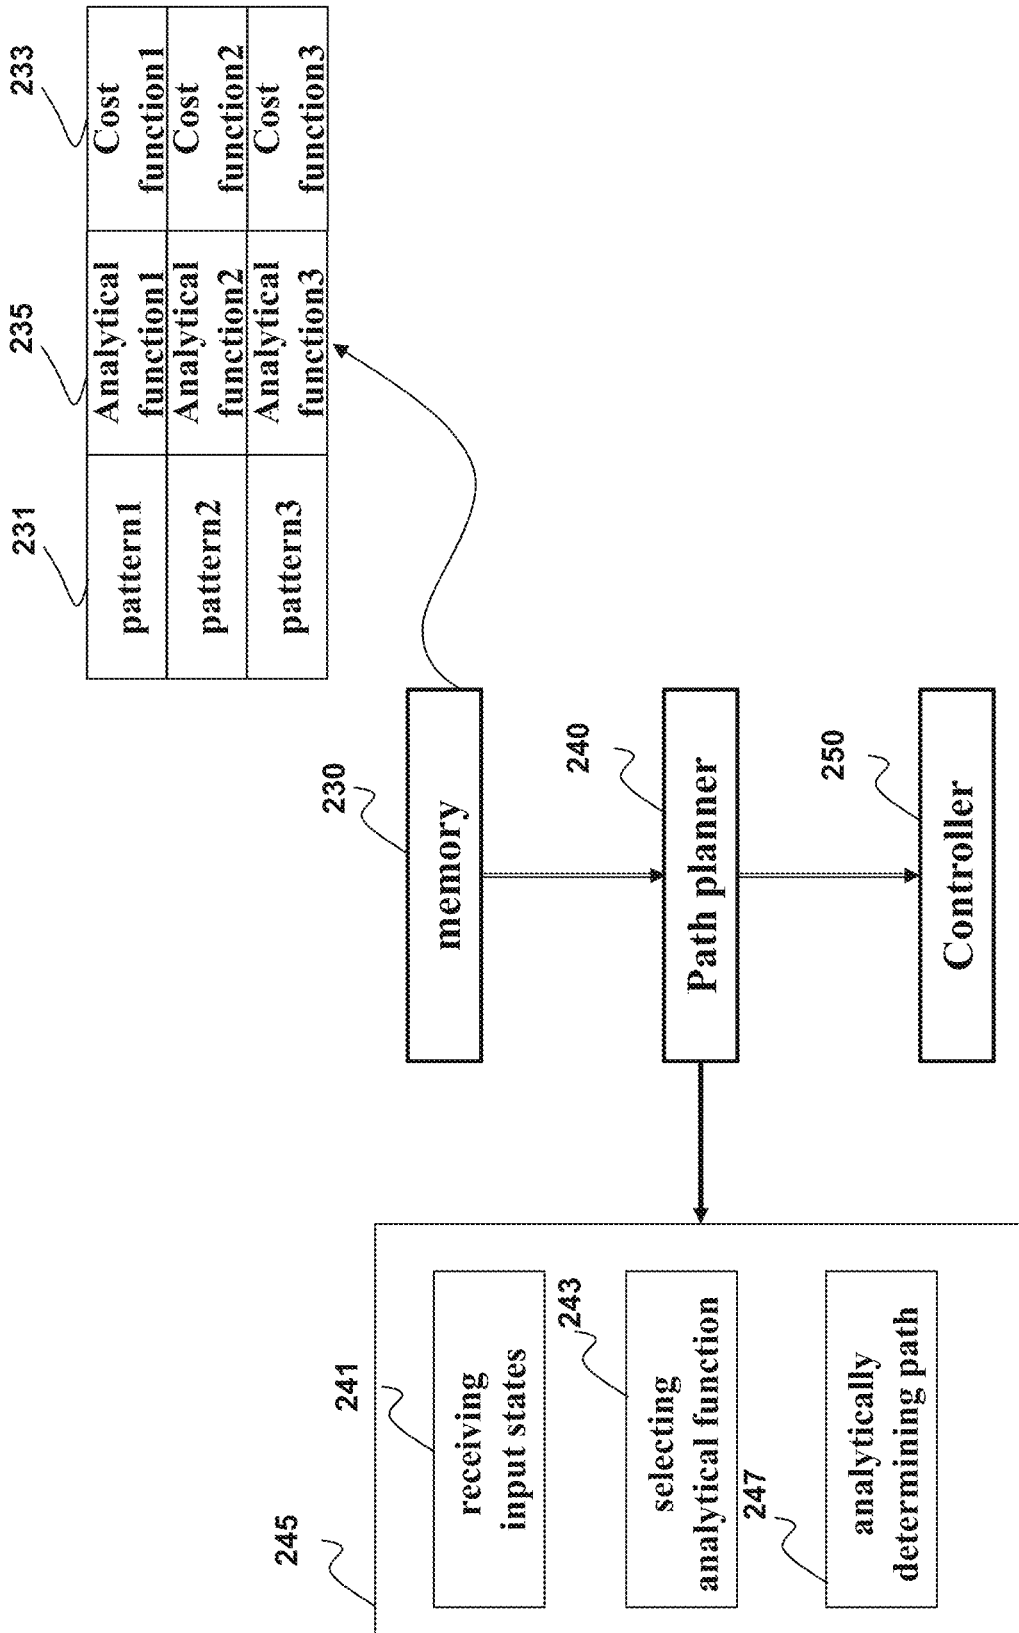 231
235
233
pattern1
Analytical
function1
Cost
function1
pattern2
Analytical
function2
Cost
function2
pattern3
Analytical
function3
Cost
function3
230
memory
240
Path planner
250
Controller
245
241
receiving
input states
243
selecting
analytical function
247
analytically
determining path